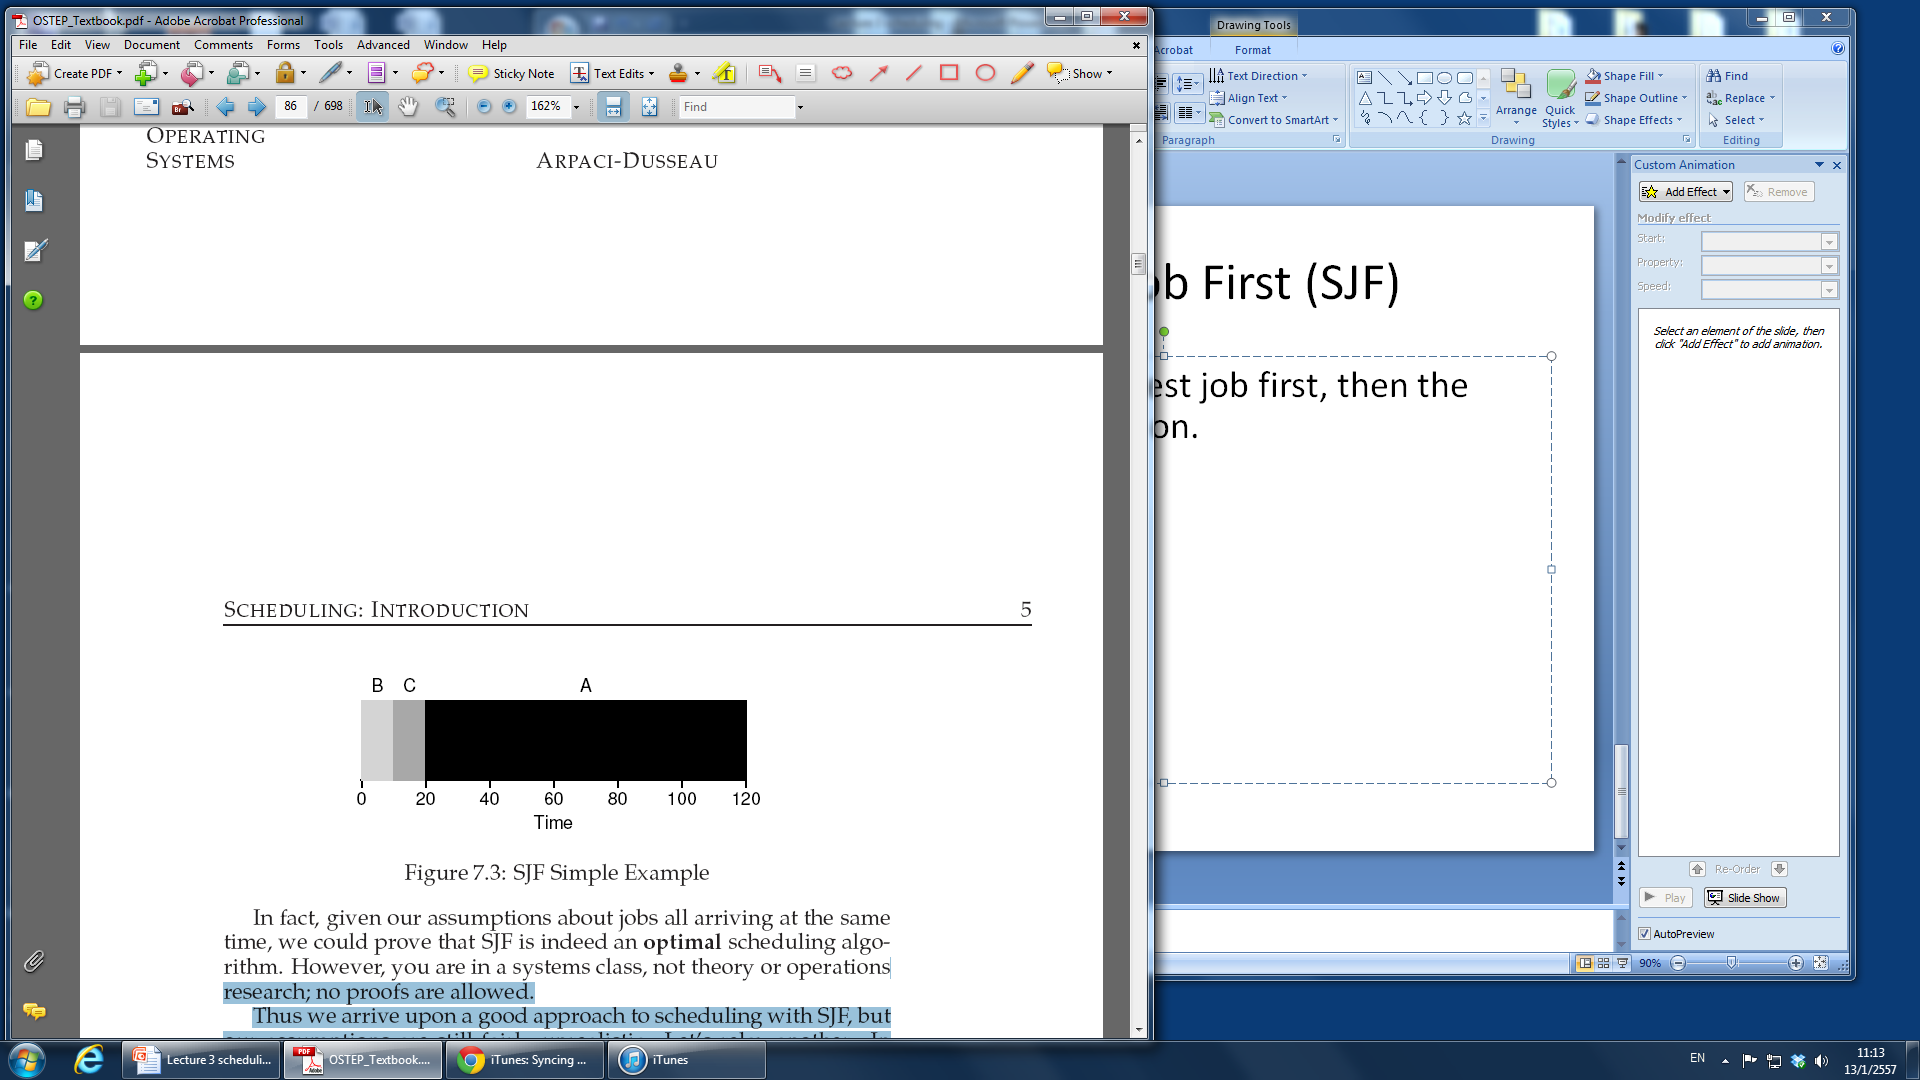 OSTEP_Textbook.pdf - Adobe Acrobat Professional
File Edit View Document Comments Forms Tools Advanced Window Help
Create PDF Sticky Note Text Edits Show
86 / 698 162% Find
OPERATING
SYSTEMS ARPACI-DUSSEAU
SCHEDULING: INTRODUCTION 5
B C A
0 20 40 60 80 100 120
Time
Figure 7.3: SJF Simple Example
In fact, given our assumptions about jobs all arriving at the same
time, we could prove that SJF is indeed an optimal scheduling algo-
rithm. However, you are in a systems class, not theory or operations
research; no proofs are allowed.
Thus we arrive upon a good approach to scheduling with SJF, but
Drawing Tools
Acrobat Format
Text Direction
Align Text
Convert to SmartArt
Paragraph
Arrange
Quick
Styles
Shape Fill
Shape Outline
Shape Effects
Drawing
Find
Replace
Select
Editing
ob First (SJF)
est job first, then the
on.
Custom Animation
Add Effect Remove
Modify effect
Start:
Property:
Speed:
Select an element of the slide, then
click "Add Effect" to add animation.
Re-Order
Play Slide Show
AutoPreview
90%
Lecture 3 scheduli... OSTEP_Textbook.... iTunes: Syncing ... iTunes
EN
11:13
13/1/2557